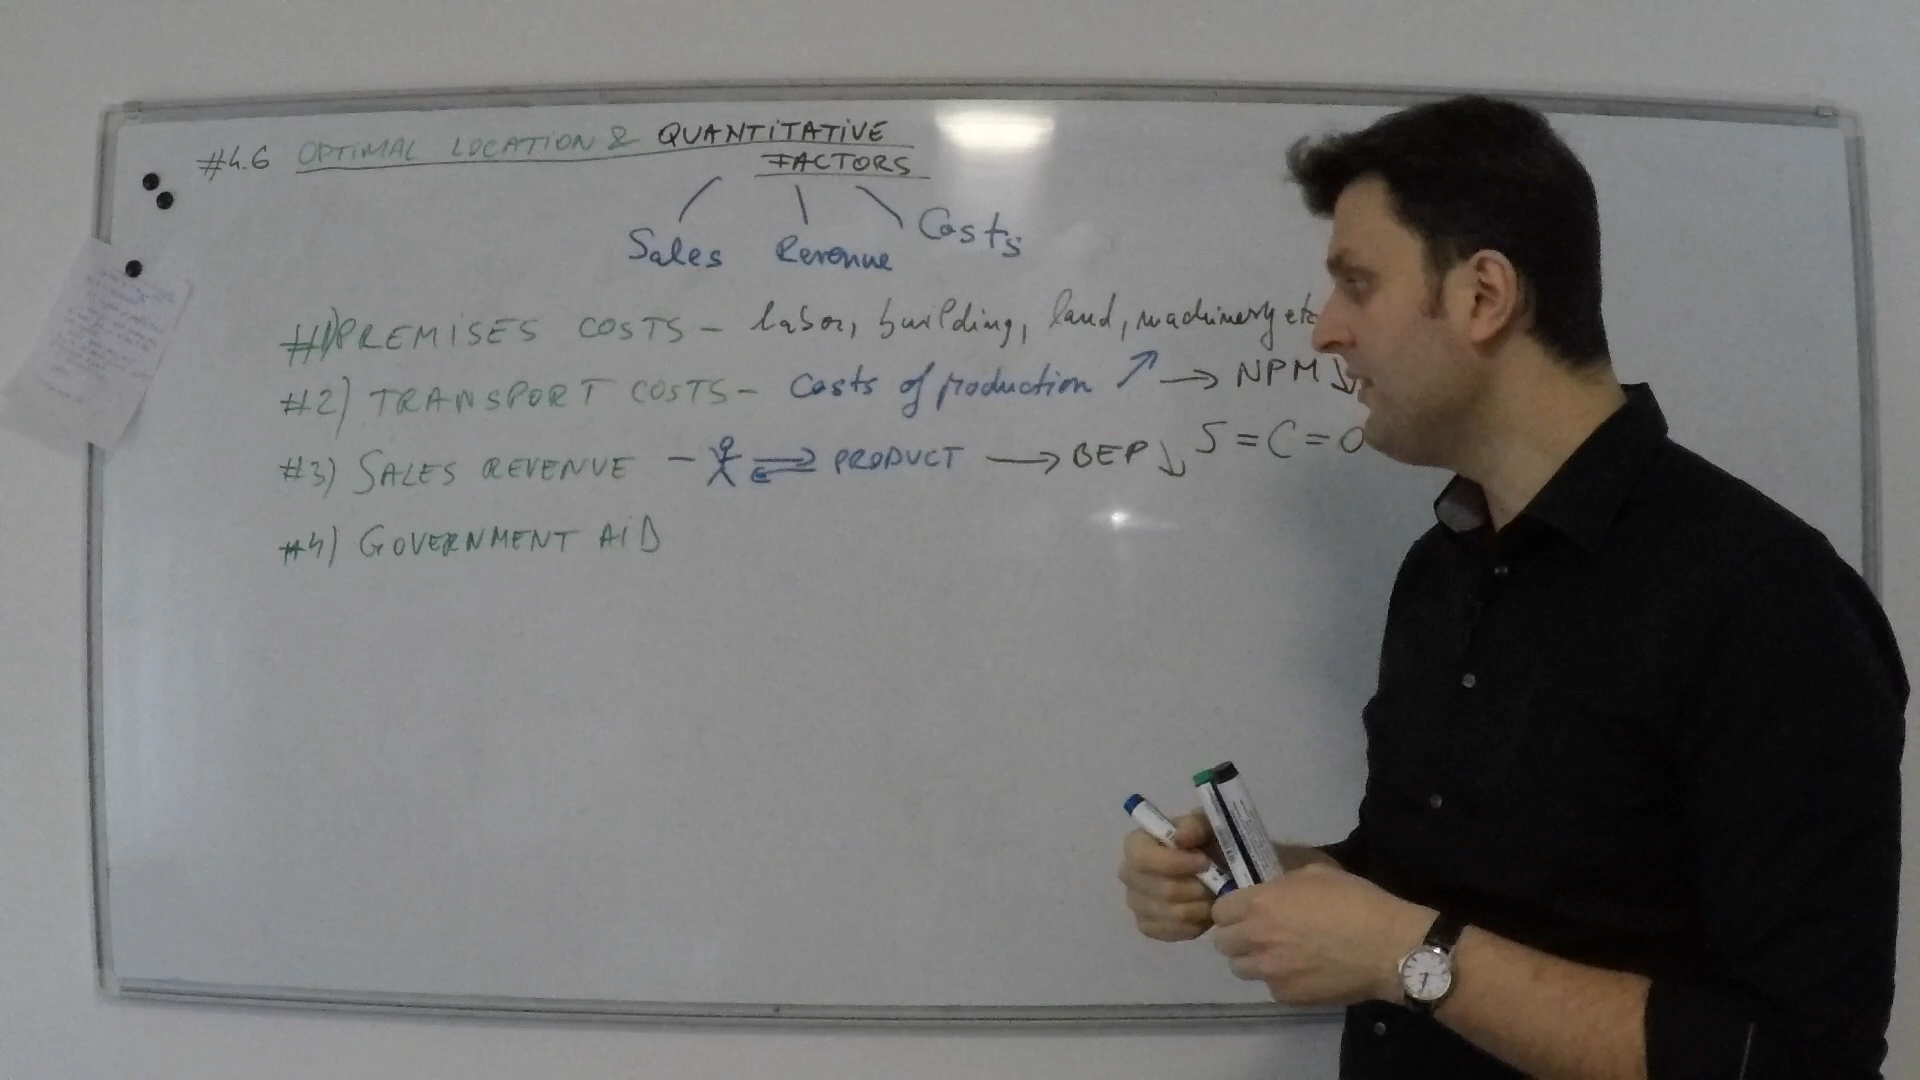 #4.6 OPTIMAL LOCATION & QUANTITATIVE
FACTORS
Sales Revenue Costs
#1) PREMISES COSTS - labor, building, land, machinery etc
#2) TRANSPORT COSTS - Costs of production ↗ → NPM ↓
#3) SALES REVENUE - ⇌ PRODUCT → BEP ↓ S = C = O
#4) GOVERNMENT AID